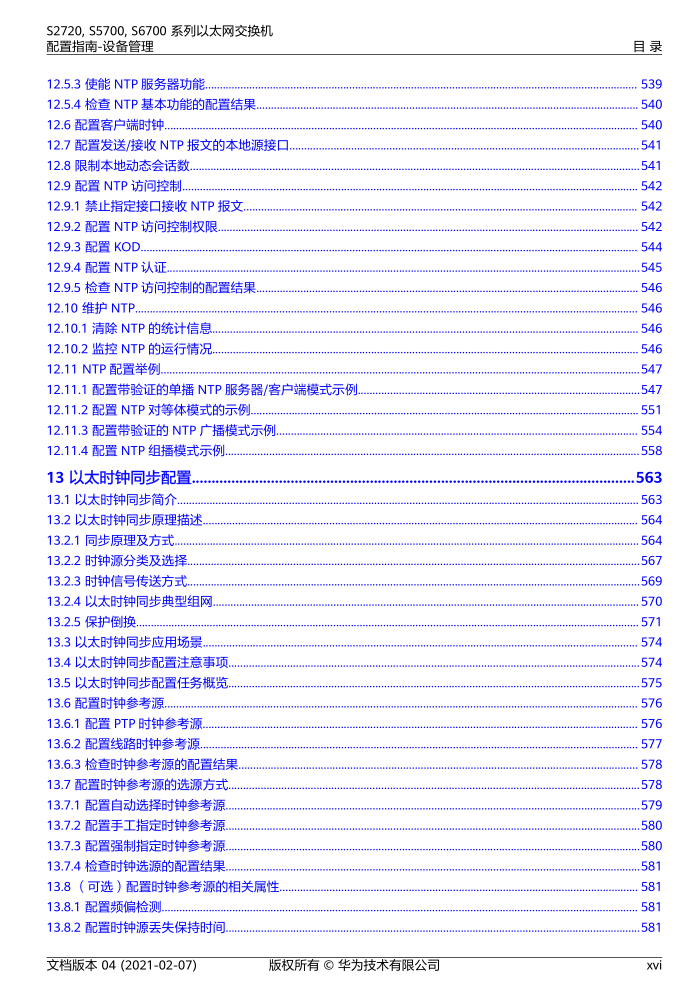 S2720, S5700, S6700 系列以太网交换机
配置指南-设备管理 目 录
12.5.3 使能 NTP 服务器功能 539
12.5.4 检查 NTP 基本功能的配置结果 540
12.6 配置客户端时钟 540
12.7 配置发送/接收 NTP 报文的本地源接口 541
12.8 限制本地动态会话数 541
12.9 配置 NTP 访问控制 542
12.9.1 禁止指定接口接收 NTP 报文 542
12.9.2 配置 NTP 访问控制权限 542
12.9.3 配置 KOD 544
12.9.4 配置 NTP 认证 545
12.9.5 检查 NTP 访问控制的配置结果 546
12.10 维护 NTP 546
12.10.1 清除 NTP 的统计信息 546
12.10.2 监控 NTP 的运行情况 546
12.11 NTP 配置举例 547
12.11.1 配置带验证的单播 NTP 服务器/客户端模式示例 547
12.11.2 配置 NTP 对等体模式的示例 551
12.11.3 配置带验证的 NTP 广播模式示例 554
12.11.4 配置 NTP 组播模式示例 558
13 以太时钟同步配置 563
13.1 以太时钟同步简介 563
13.2 以太时钟同步原理描述 564
13.2.1 同步原理及方式 564
13.2.2 时钟源分类及选择 567
13.2.3 时钟信号传送方式 569
13.2.4 以太时钟同步典型组网 570
13.2.5 保护倒换 571
13.3 以太时钟同步应用场景 574
13.4 以太时钟同步配置注意事项 574
13.5 以太时钟同步配置任务概览 575
13.6 配置时钟参考源 576
13.6.1 配置 PTP 时钟参考源 576
13.6.2 配置线路时钟参考源 577
13.6.3 检查时钟参考源的配置结果 578
13.7 配置时钟参考源的选源方式 578
13.7.1 配置自动选择时钟参考源 579
13.7.2 配置手工指定时钟参考源 580
13.7.3 配置强制指定时钟参考源 580
13.7.4 检查时钟选源的配置结果 581
13.8 （可选）配置时钟参考源的相关属性 581
13.8.1 配置频偏检测 581
13.8.2 配置时钟源丢失保持时间 581
文档版本 04 (2021-02-07) 版权所有 © 华为技术有限公司 xvi